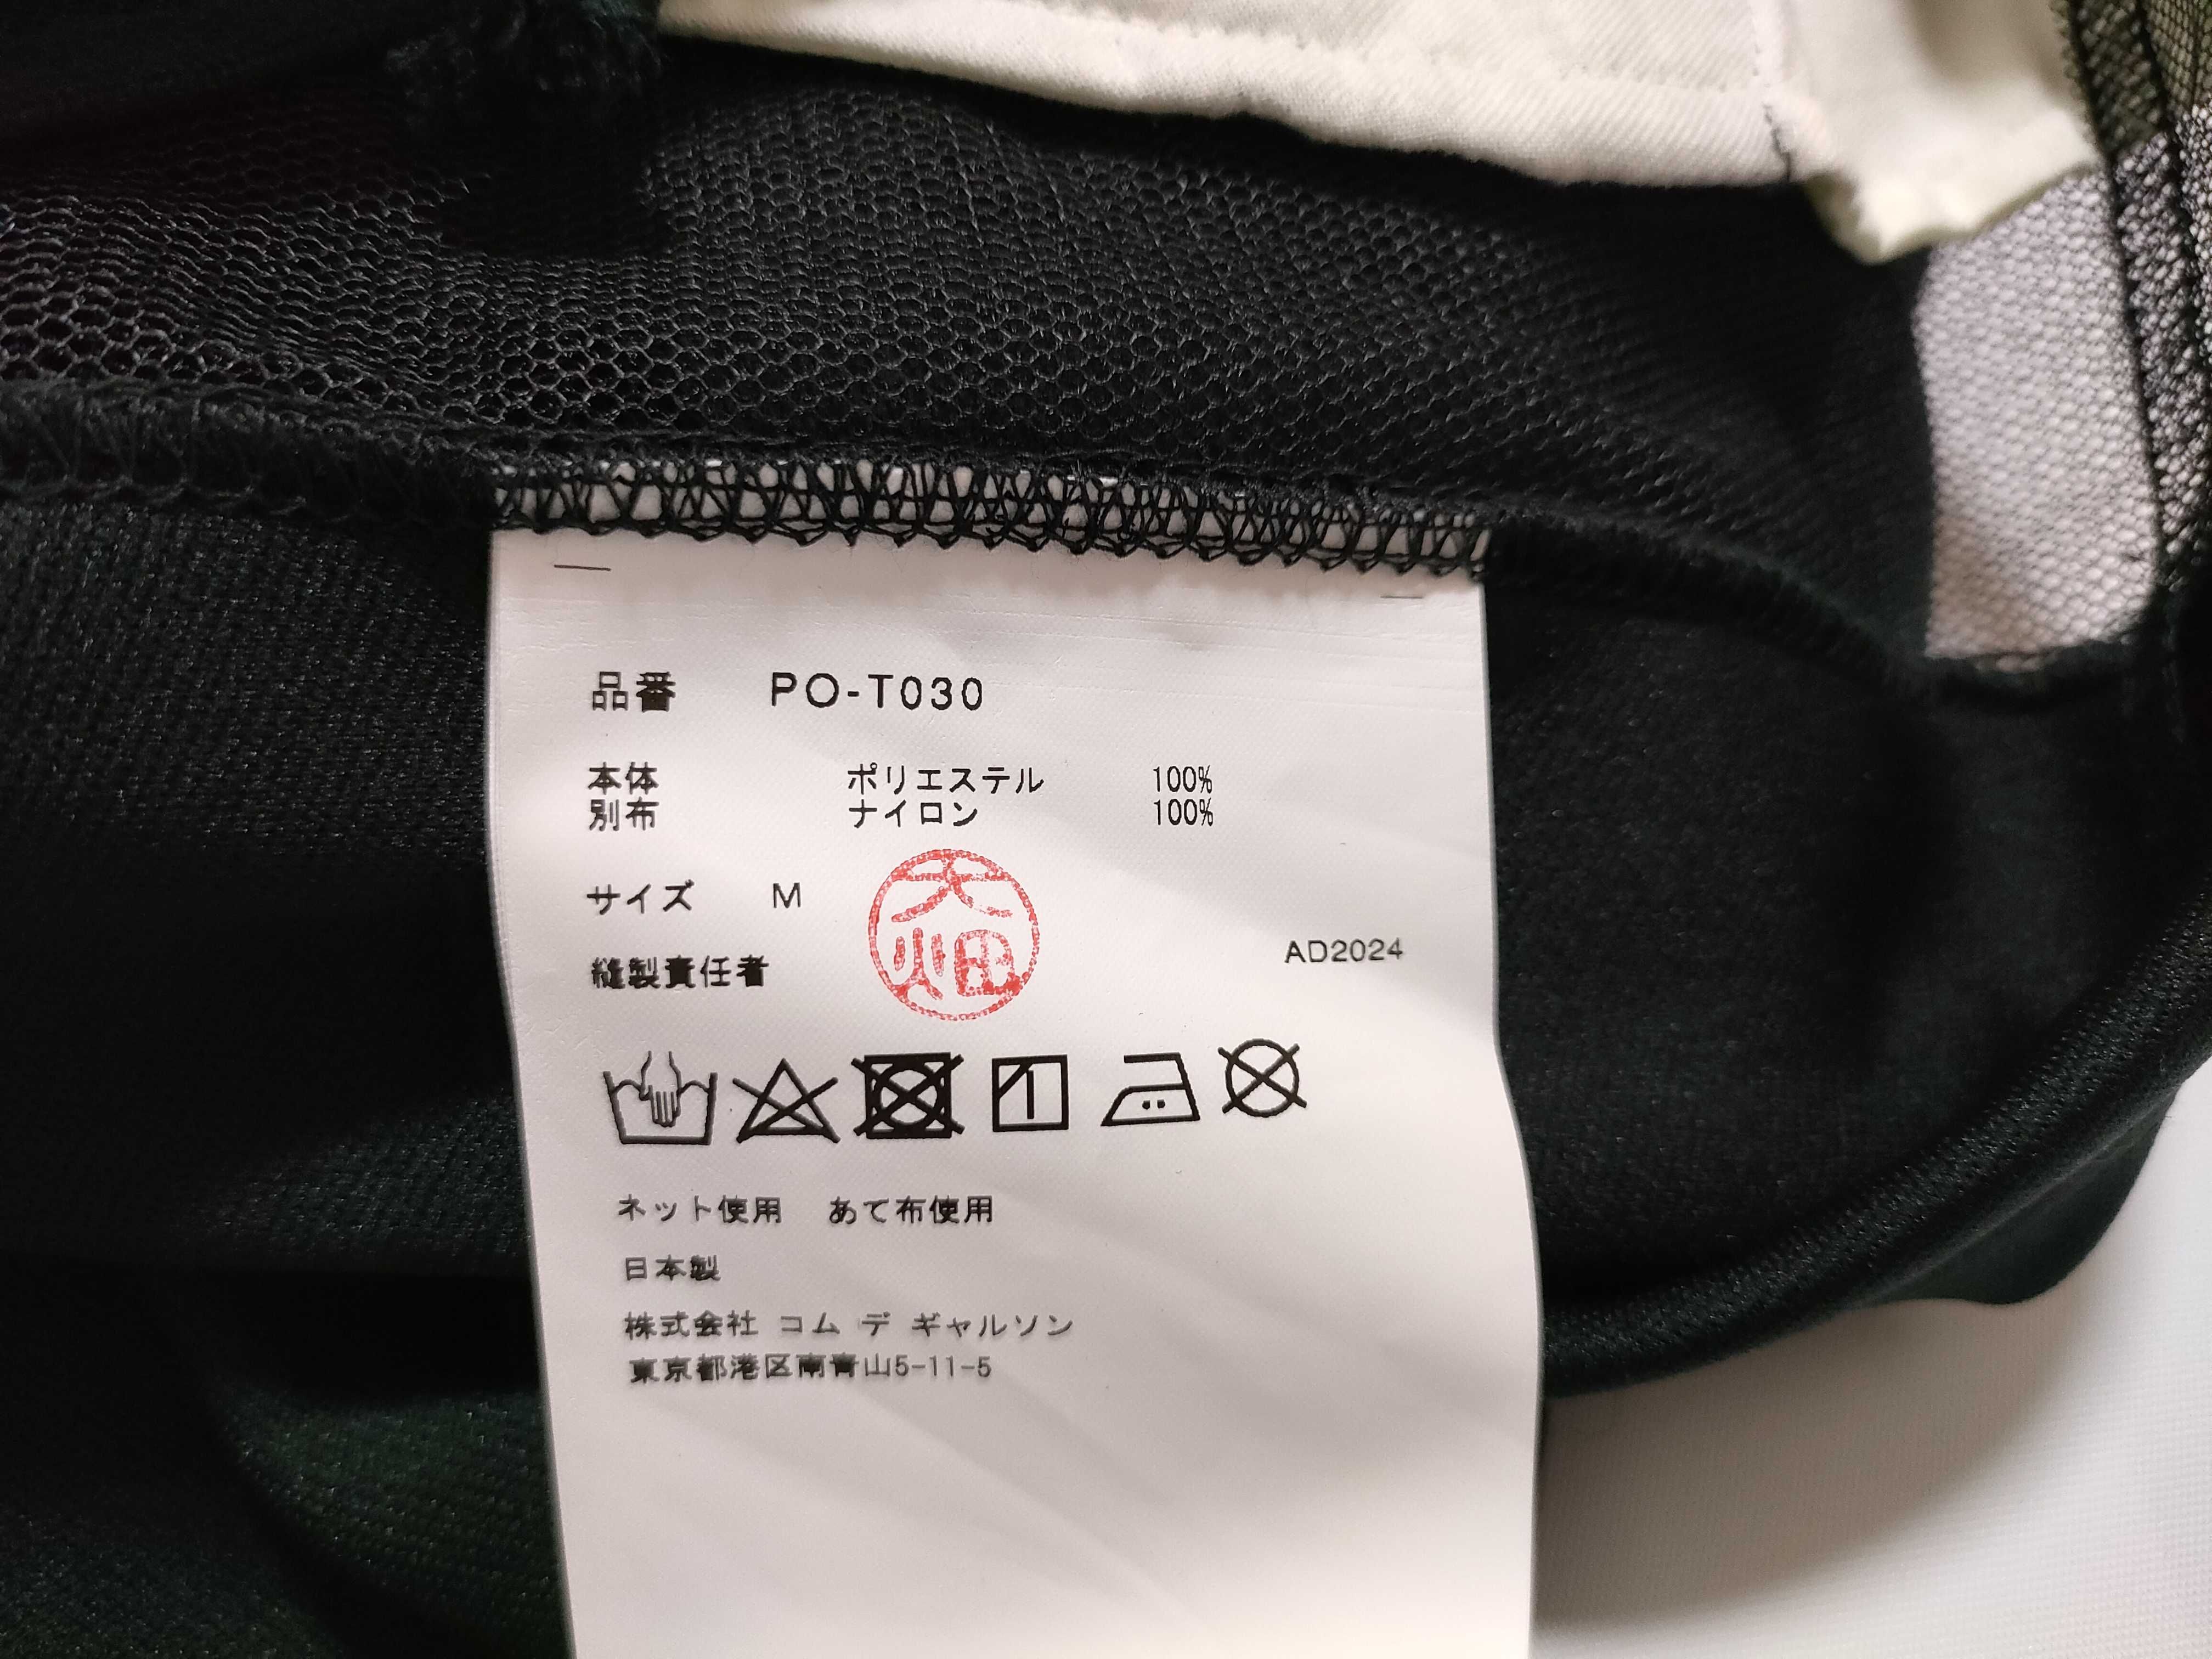 品番 PO-T030
本体 ポリエステル 100%
別布 ナイロン 100%
サイズ M
大畑
縫製責任者
AD2024
ネット使用 あて布使用
日本製
株式会社 コム デ ギャルソン
東京都港区南青山5-11-5